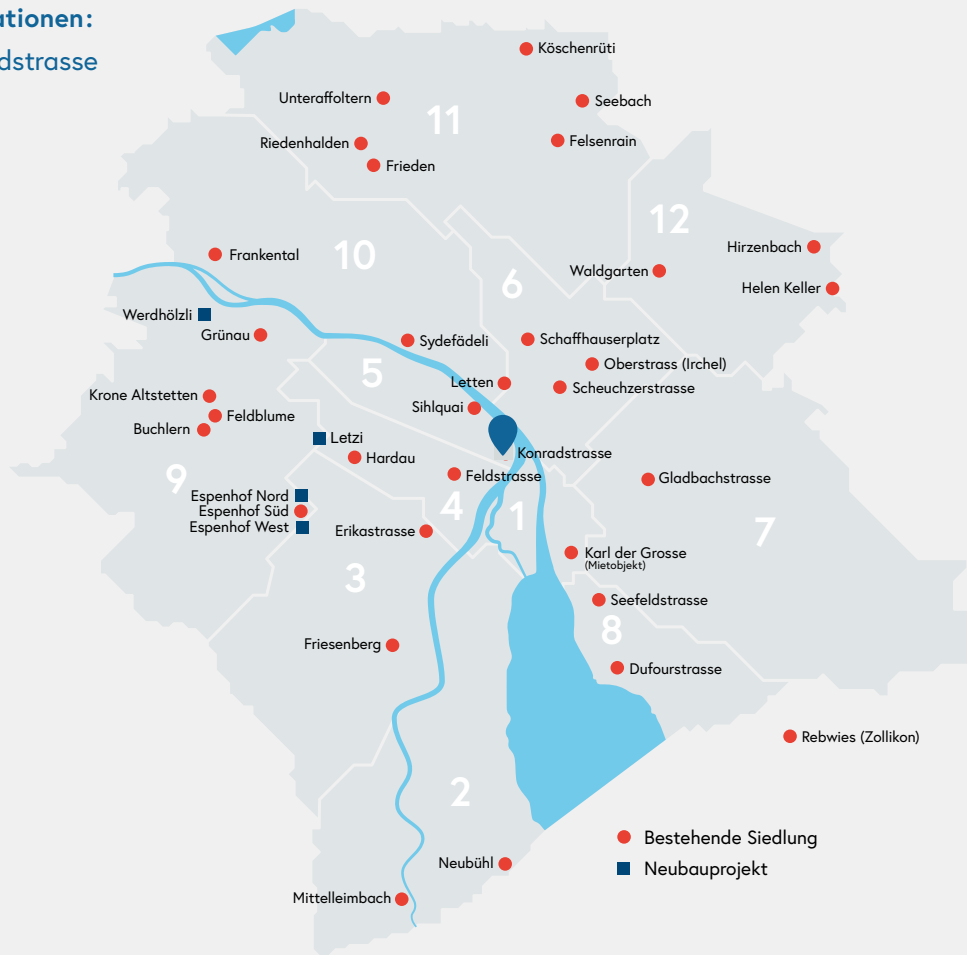 ationen:
dstrasse
Köschenrüti
Unteraffoltern
Seebach
11
Riedenhalden
Felsenrain
Frieden
12
Hirzenbach
Frankental
10
Waldgarten
6
Helen Keller
Werdhölzli
Grünau
Sydefädeli
Schaffhauserplatz
Oberstrass (Irchel)
5
Letten
Scheuchzerstrasse
Krone Altstetten
Sihlquai
Feldblume
Buchlern
Letzi
Konradstrasse
Hardau
9
Feldstrasse
Gladbachstrasse
Espenhof Nord
4
Espenhof Süd
1
Espenhof West
Erikastrasse
7
Karl der Grosse
(Mietobjekt)
3
Seefeldstrasse
8
Friesenberg
Dufourstrasse
Rebwies (Zollikon)
2
Bestehende Siedlung
Neubühl
Neubauprojekt
Mittelleimbach